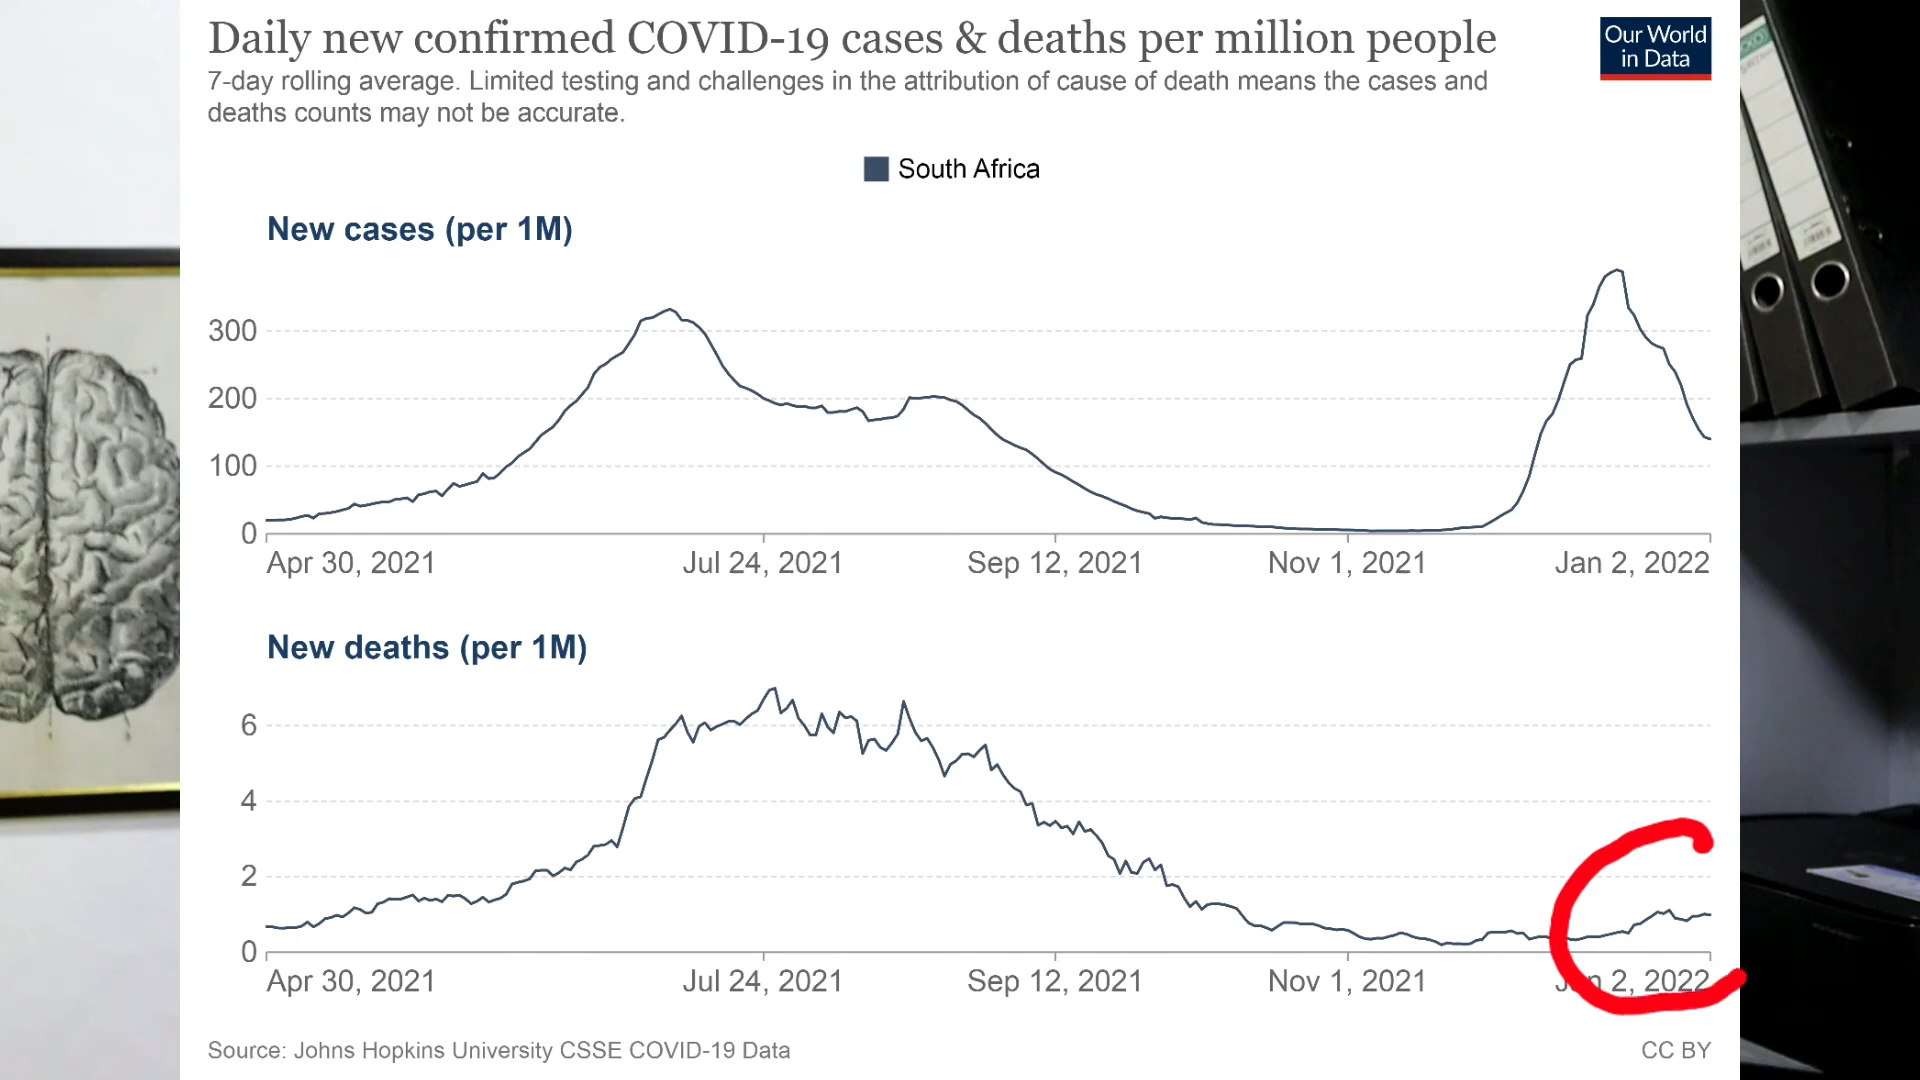 Daily new confirmed COVID-19 cases & deaths per million people
7-day rolling average. Limited testing and challenges in the attribution of cause of death means the cases and
deaths counts may not be accurate.
Our World
in Data
South Africa
New cases (per 1M)
300
200
100
0
Apr 30, 2021 Jul 24, 2021 Sep 12, 2021 Nov 1, 2021 Jan 2, 2022
New deaths (per 1M)
6
4
2
0
Apr 30, 2021 Jul 24, 2021 Sep 12, 2021 Nov 1, 2021 Jan 2, 2022
Source: Johns Hopkins University CSSE COVID-19 Data
CC BY